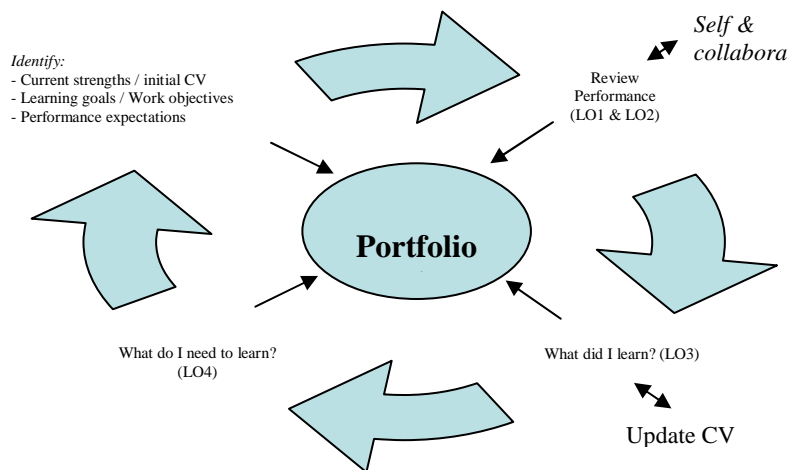 Identify:
- Current strengths / initial CV
- Learning goals / Work objectives
- Performance expectations
Self &
collabora
Review
Performance
(LO1 & LO2)
Portfolio
What do I need to learn?
(LO4)
What did I learn? (LO3)
Update CV